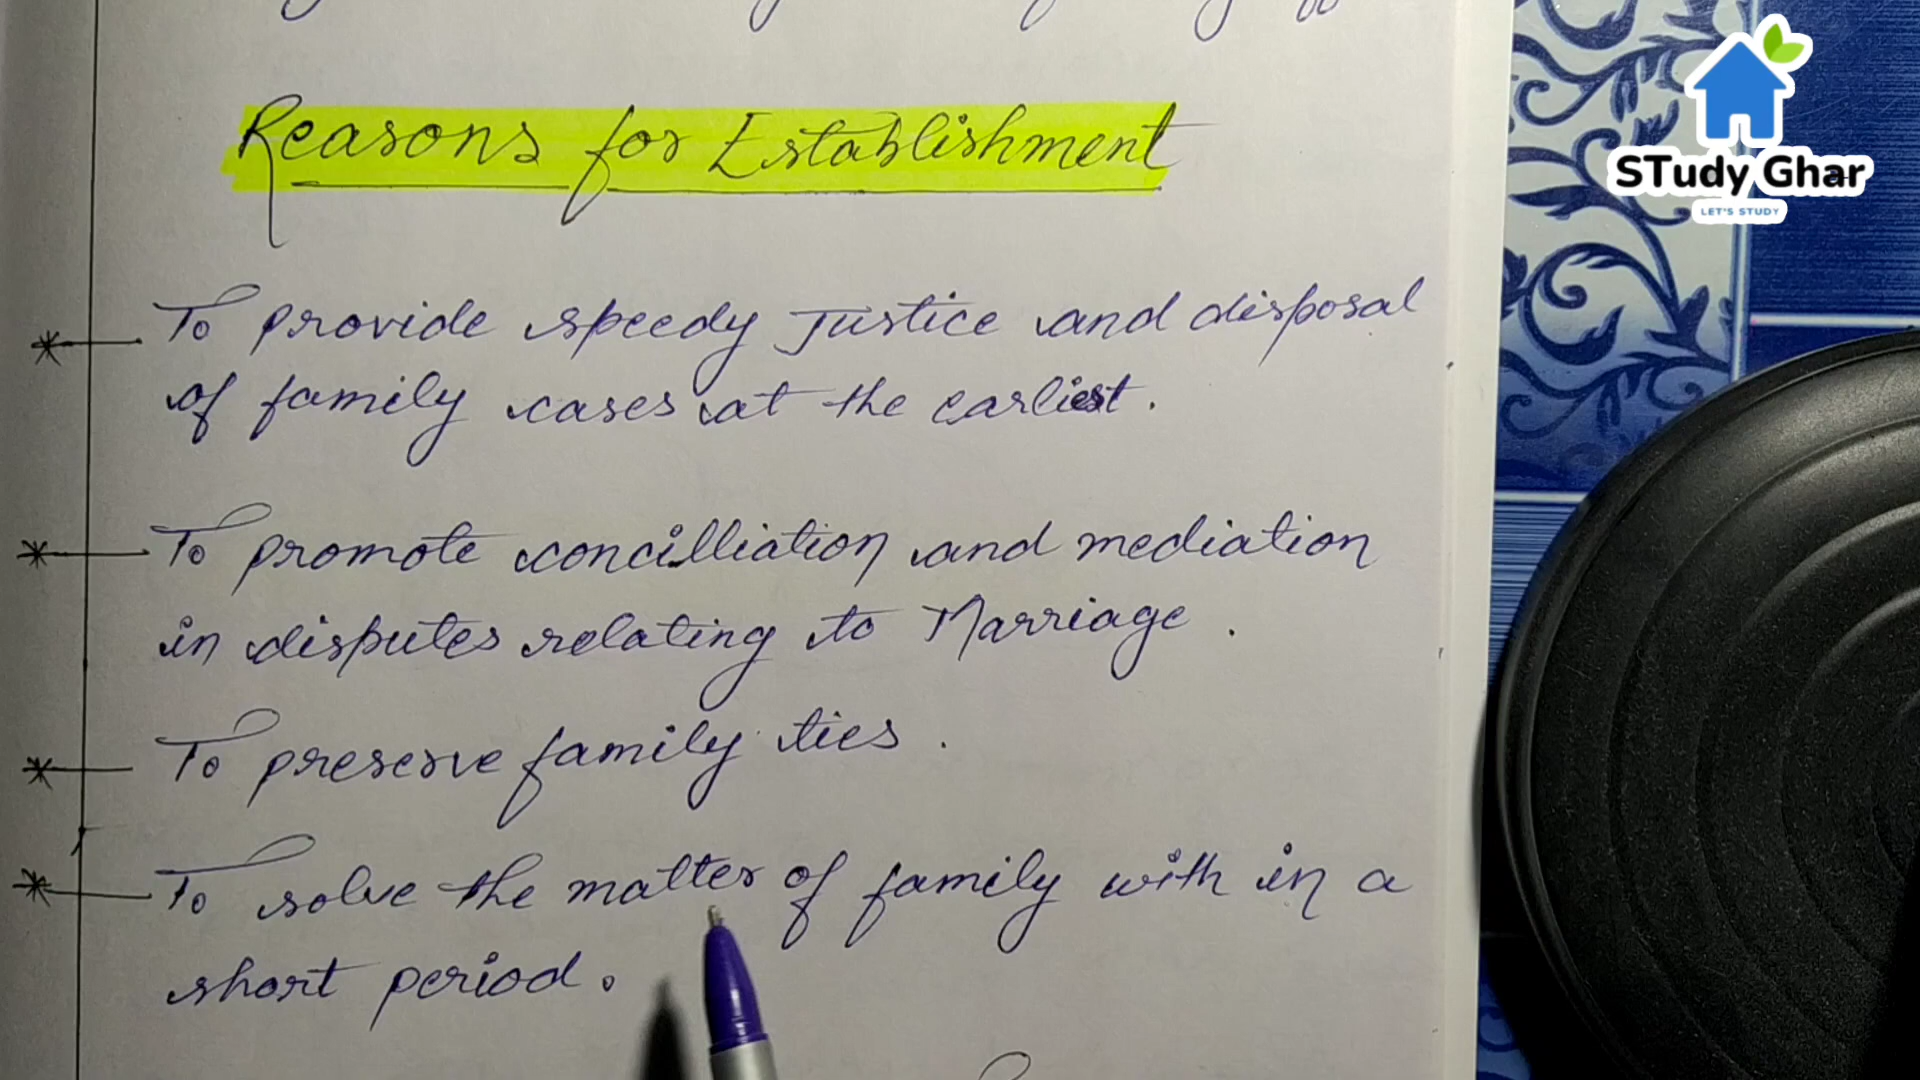 Reasons for Establishment
STudy Ghar
LET'S STUDY
To provide speedy Justice and disposal
of family cases at the earliest.
To promote concilliation and mediation
in disputes relating to Marriage.
To preserve family ties.
To solve the matter of family with in a
short period.